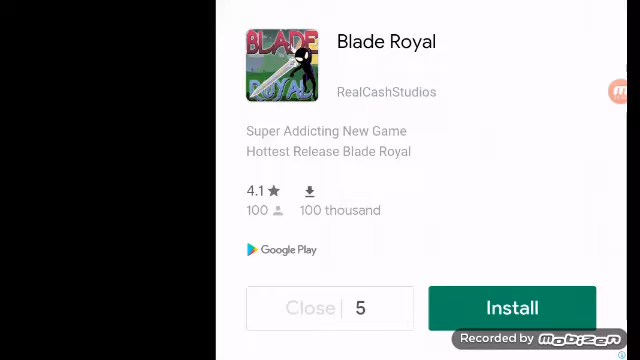 BLADE
ROYAL
Blade Royal
RealCashStudios
Super Addicting New Game
Hottest Release Blade Royal
4.1
100
100 thousand
Google Play
Close 5
Install
Recorded by mobizen